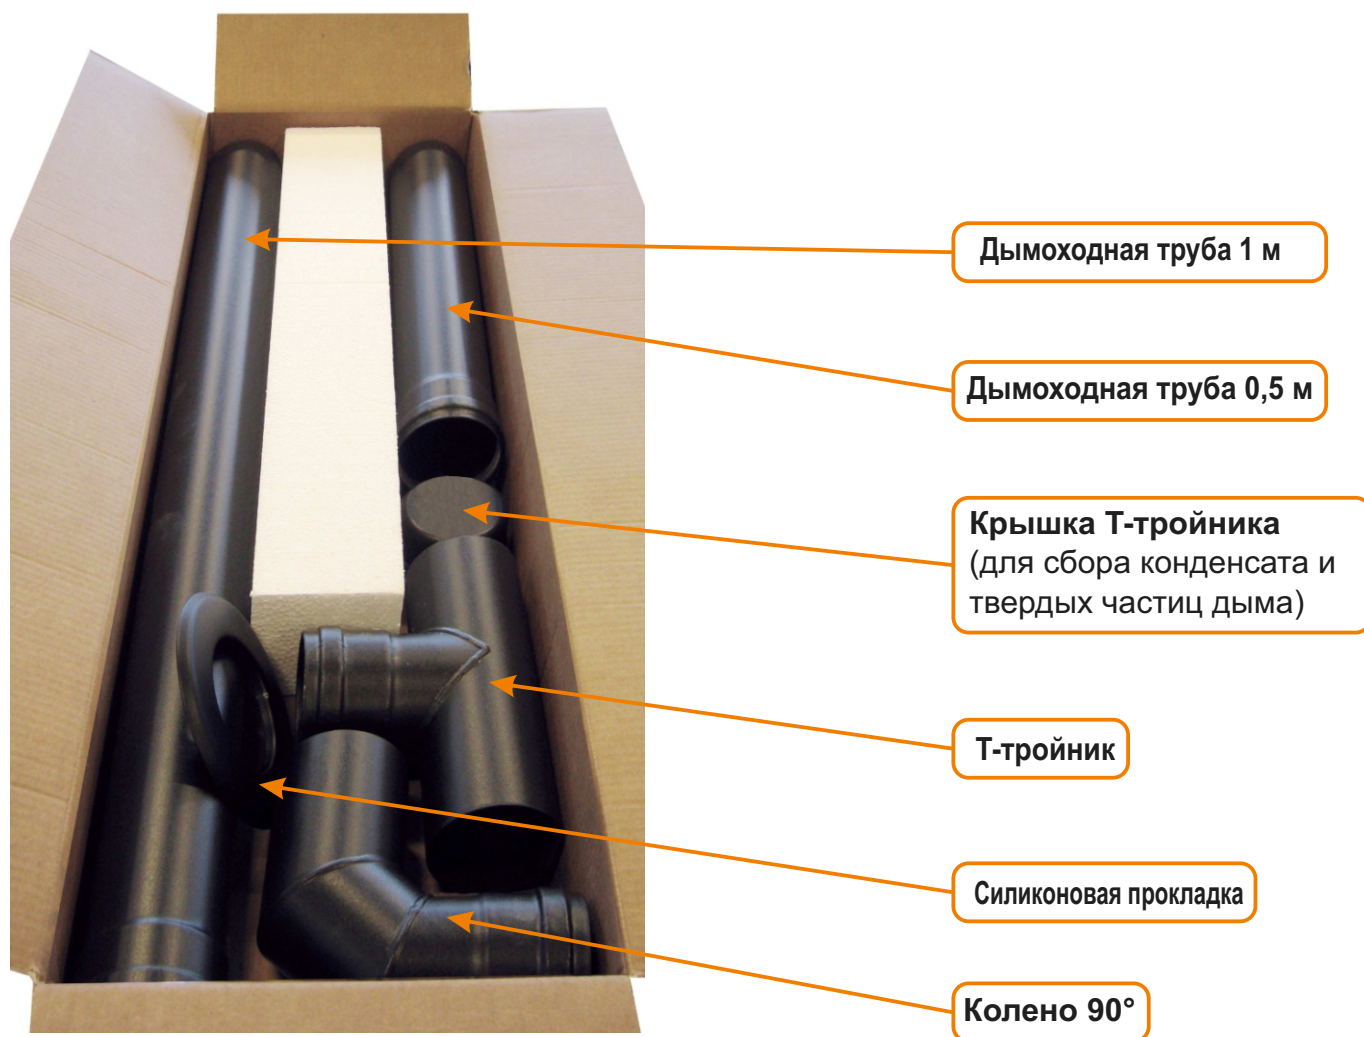 Дымоходная труба 1 м
Дымоходная труба 0,5 м
Крышка Т-тройника
(для сбора конденсата и
твердых частиц дыма)
Т-тройник
Силиконовая прокладка
Колено 90°